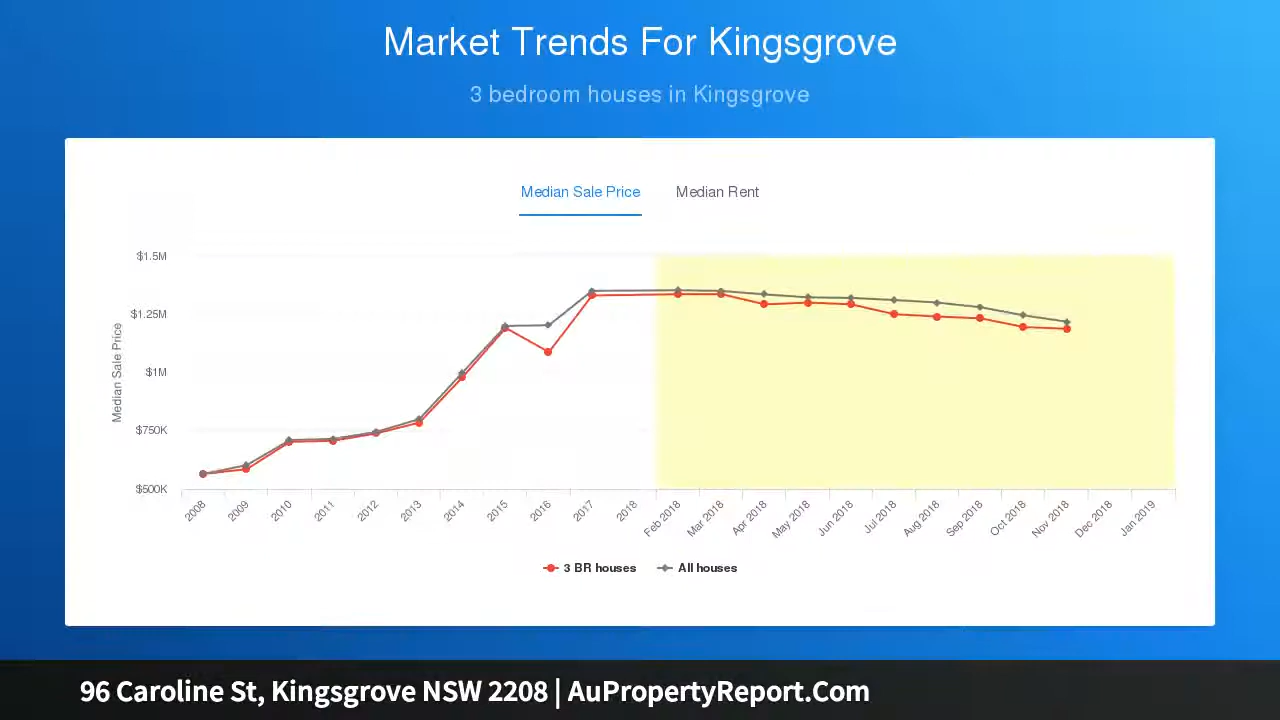 Market Trends For Kingsgrove
3 bedroom houses in Kingsgrove
Median Sale Price Median Rent
$1.5M
$1.25M
$1M
$750K
$500K
Median Sale Price
2008 2009 2010 2011 2012 2013 2014 2015 2016 2017 2018 Feb 2018 Mar 2018 Apr 2018 May 2018 Jun 2018 Jul 2018 Aug 2018 Sep 2018 Oct 2018 Nov 2018 Dec 2018 Jan 2019
3 BR houses All houses
96 Caroline St, Kingsgrove NSW 2208 | AuPropertyReport.Com